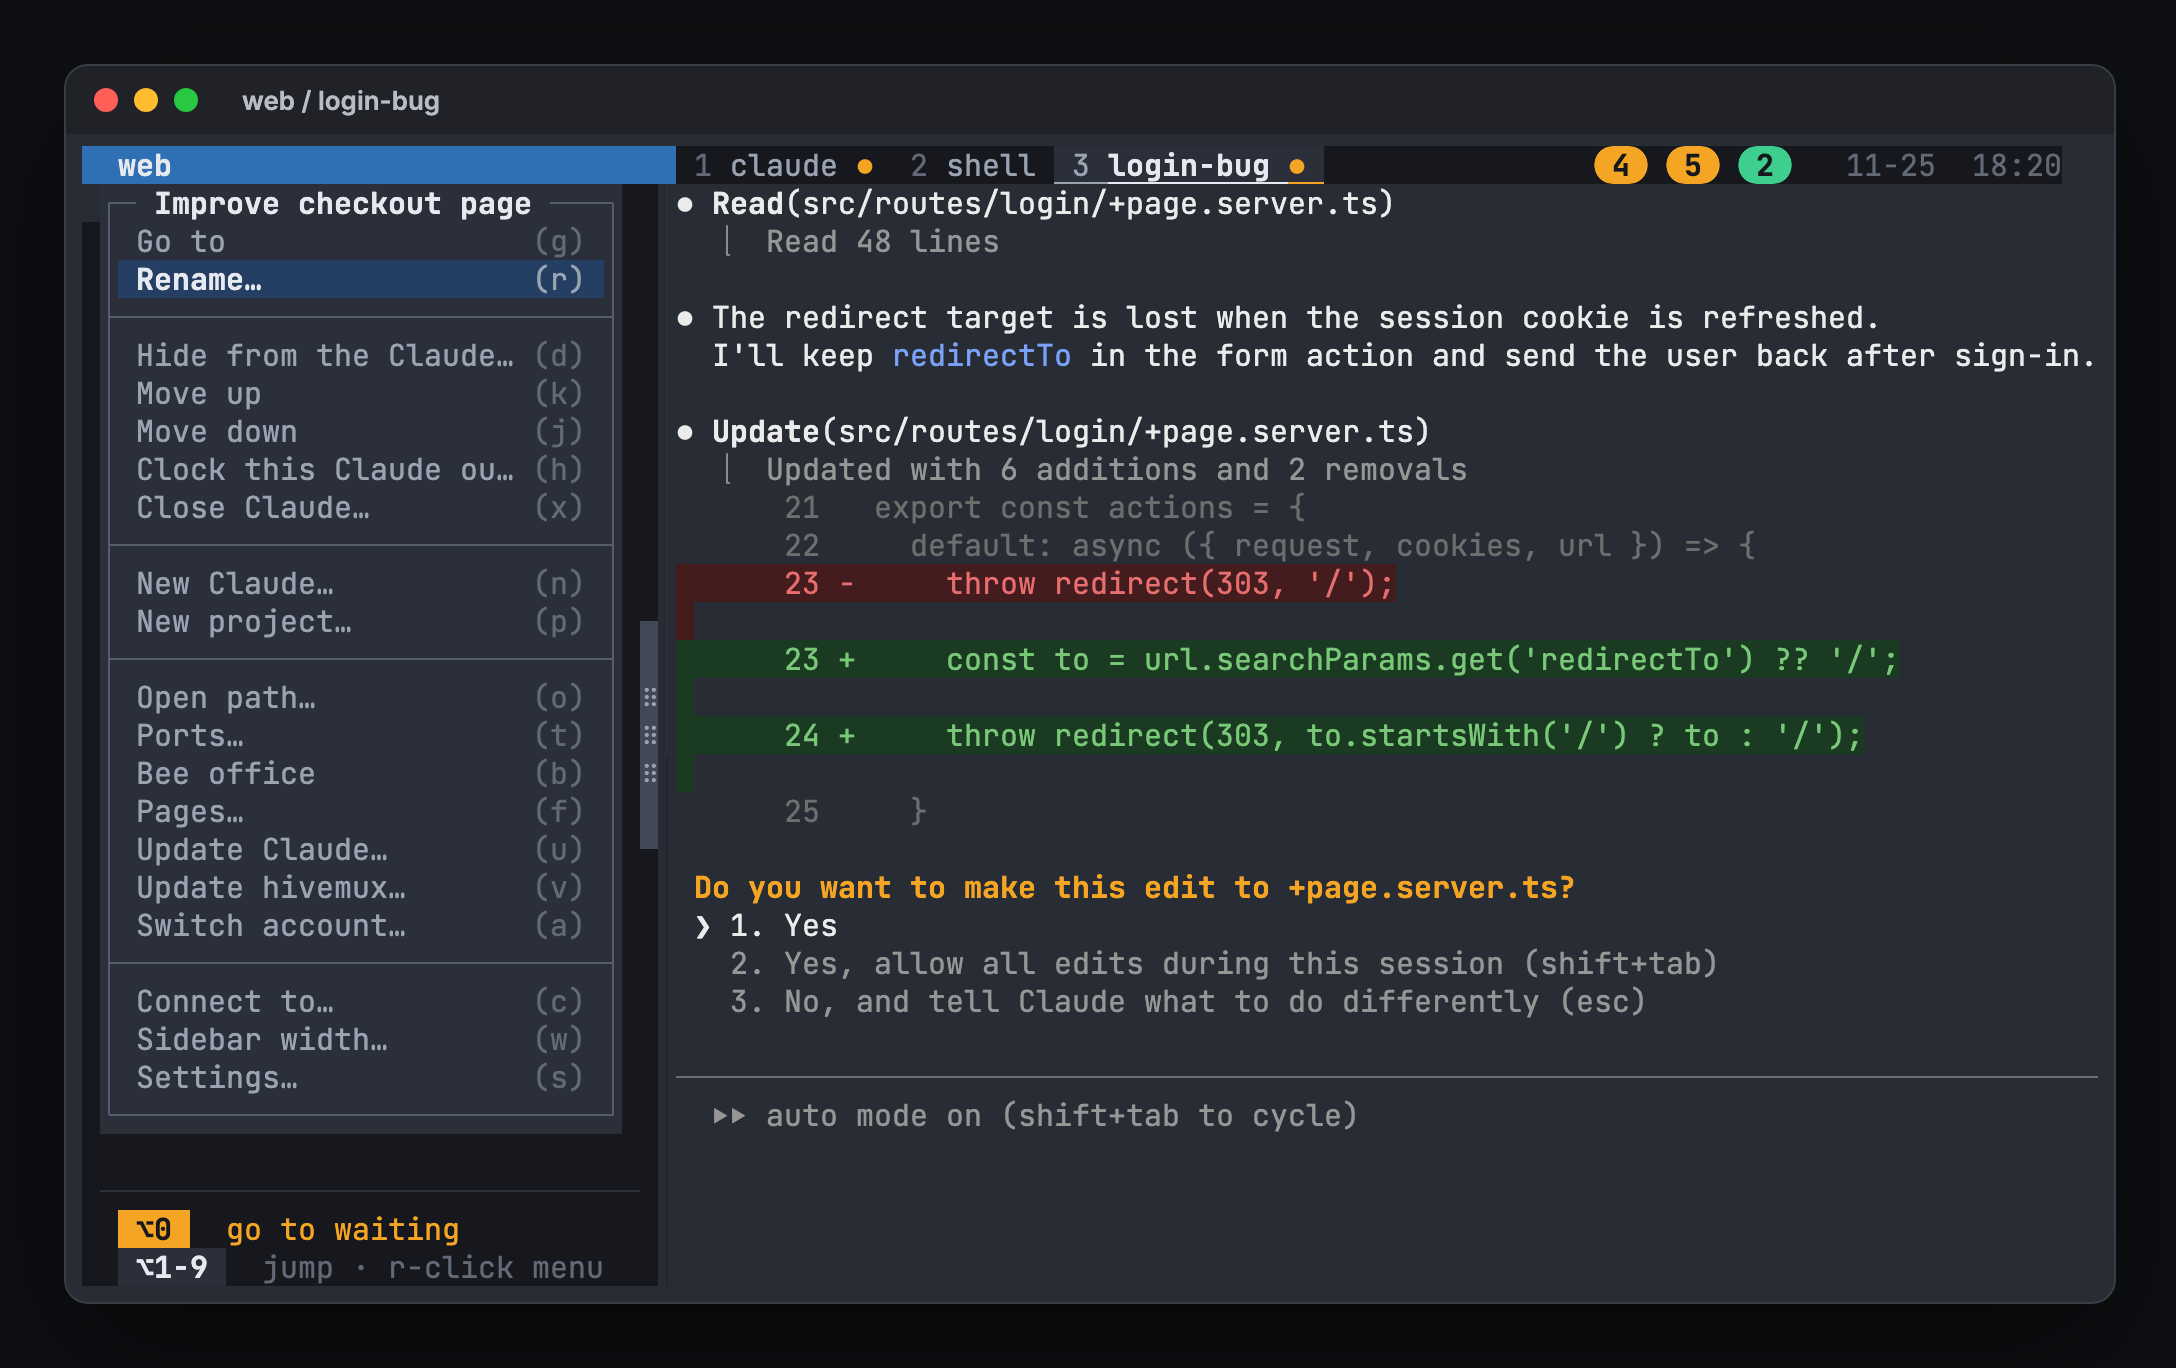 web / login-bug
web
1 claude ● 2 shell 3 login-bug ● 4 5 2 11-25 18:20
Improve checkout page
Go to (g)
Rename… (r)
Hide from the Claude… (d)
Move up (k)
Move down (j)
Clock this Claude ou… (h)
Close Claude… (x)
New Claude… (n)
New project… (p)
Open path… (o)
Ports… (t)
Bee office (b)
Pages… (f)
Update Claude… (u)
Update hivemux… (v)
Switch account… (a)
Connect to… (c)
Sidebar width… (w)
Settings… (s)
⌥0 go to waiting
⌥1-9 jump · r-click menu
● Read(src/routes/login/+page.server.ts)
⎣ Read 48 lines
● The redirect target is lost when the session cookie is refreshed.
I'll keep redirectTo in the form action and send the user back after sign-in.
● Update(src/routes/login/+page.server.ts)
⎣ Updated with 6 additions and 2 removals
21 export const actions = {
22 default: async ({ request, cookies, url }) => {
23 - throw redirect(303, '/');
23 + const to = url.searchParams.get('redirectTo') ?? '/';
24 + throw redirect(303, to.startsWith('/') ? to : '/');
25 }
Do you want to make this edit to +page.server.ts?
❯ 1. Yes
2. Yes, allow all edits during this session (shift+tab)
3. No, and tell Claude what to do differently (esc)
▸▸ auto mode on (shift+tab to cycle)